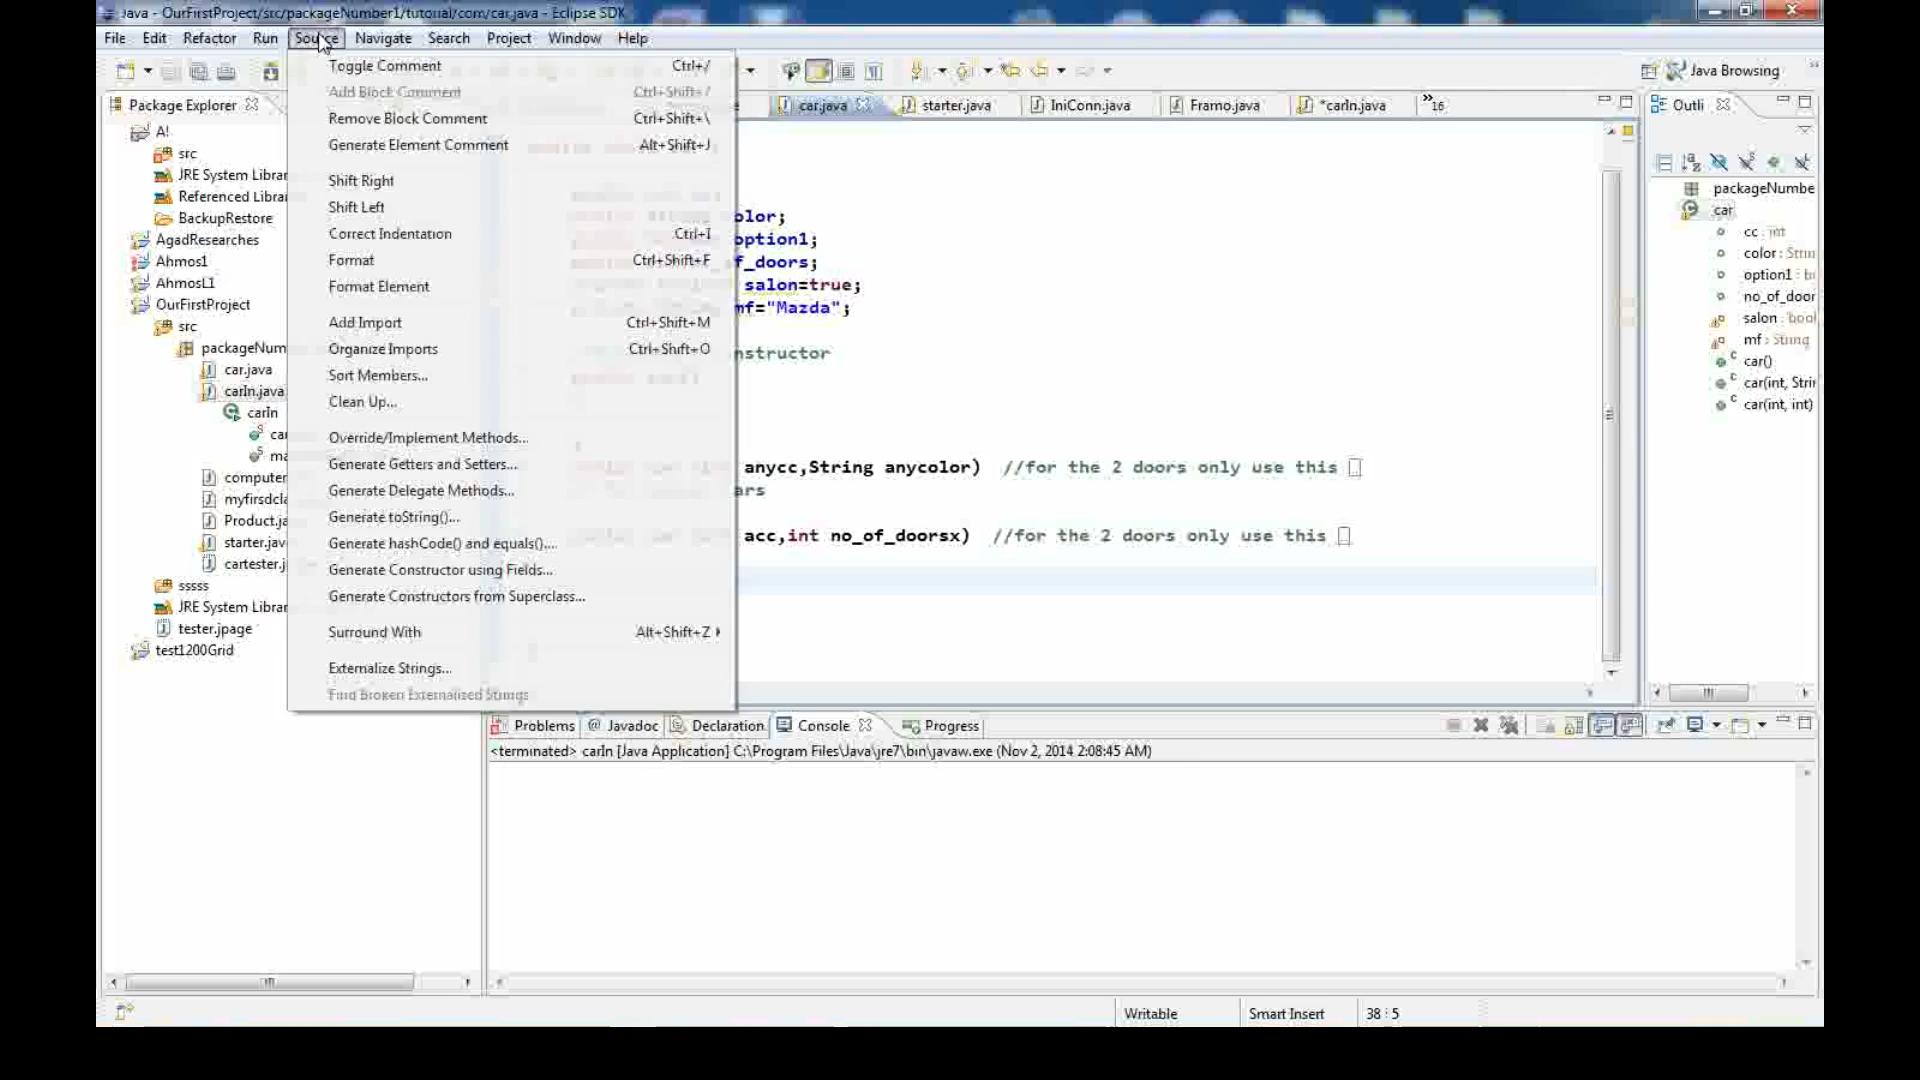 Java - OurFirstProject/src/packageNumber1/tutorial/com/car.java - Eclipse SDK
File Edit Refactor Run Source Navigate Search Project Window Help
Java Browsing
Package Explorer
A!
src
JRE System Librar
Referenced Libra
BackupRestore
AgadResearches
Ahmos1
AhmosL1
OurFirstProject
src
packageNum
car.java
carIn.java
carIn
ca
ma
computer
myfirsdcla
Product.ja
starter.jav
cartester.j
sssss
JRE System Librar
tester.jpage
test1200Grid
Toggle Comment Ctrl+/
Add Block Comment Ctrl+Shift+/
Remove Block Comment Ctrl+Shift+\
Generate Element Comment Alt+Shift+J
Shift Right
Shift Left
Correct Indentation Ctrl+I
Format Ctrl+Shift+F
Format Element
Add Import Ctrl+Shift+M
Organize Imports Ctrl+Shift+O
Sort Members...
Clean Up...
Override/Implement Methods...
Generate Getters and Setters...
Generate Delegate Methods...
Generate toString()...
Generate hashCode() and equals()...
Generate Constructor using Fields...
Generate Constructors from Superclass...
Surround With Alt+Shift+Z
Externalize Strings...
Find Broken Externalized Strings
car.java starter.java IniConn.java Framo.java *carIn.java »16
olor;
option1;
f_doors;
salon=true;
mf="Mazda";
nstructor
anycc,String anycolor) //for the 2 doors only use this
ars
acc,int no_of_doorsx) //for the 2 doors only use this
Outli
packageNumbe
car
cc : int
color : Strin
option1 : b
no_of_door
salon : bool
mf : String
car()
car(int, Strin
car(int, int)
Problems @ Javadoc Declaration Console Progress
<terminated> carIn [Java Application] C:\Program Files\Java\jre7\bin\javaw.exe (Nov 2, 2014 2:08:45 AM)
Writable Smart Insert 38 : 5